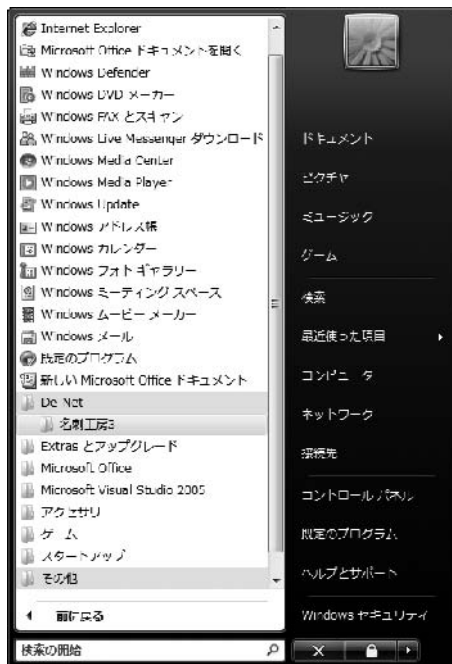 Internet Explorer
Microsoft Office ドキュメントを開く
Windows Defender
Windows DVD メーカー
Windows FAX とスキャン
Windows Live Messenger ダウンロード
Windows Media Center
Windows Media Player
Windows Update
Windows アドレス帳
Windows カレンダー
Windows フォト ギャラリー
Windows ミーティング スペース
Windows ムービー メーカー
Windows メール
既定のプログラム
新しい Microsoft Office ドキュメント
De-Net
名刺工房3
Extras とアップグレード
Microsoft Office
Microsoft Visual Studio 2005
アクセサリ
ゲーム
スタートアップ
その他
前に戻る
検索の開始
ドキュメント
ピクチャ
ミュージック
ゲーム
検索
最近使った項目
コンピュータ
ネットワーク
接続先
コントロール パネル
既定のプログラム
ヘルプとサポート
Windows セキュリティ